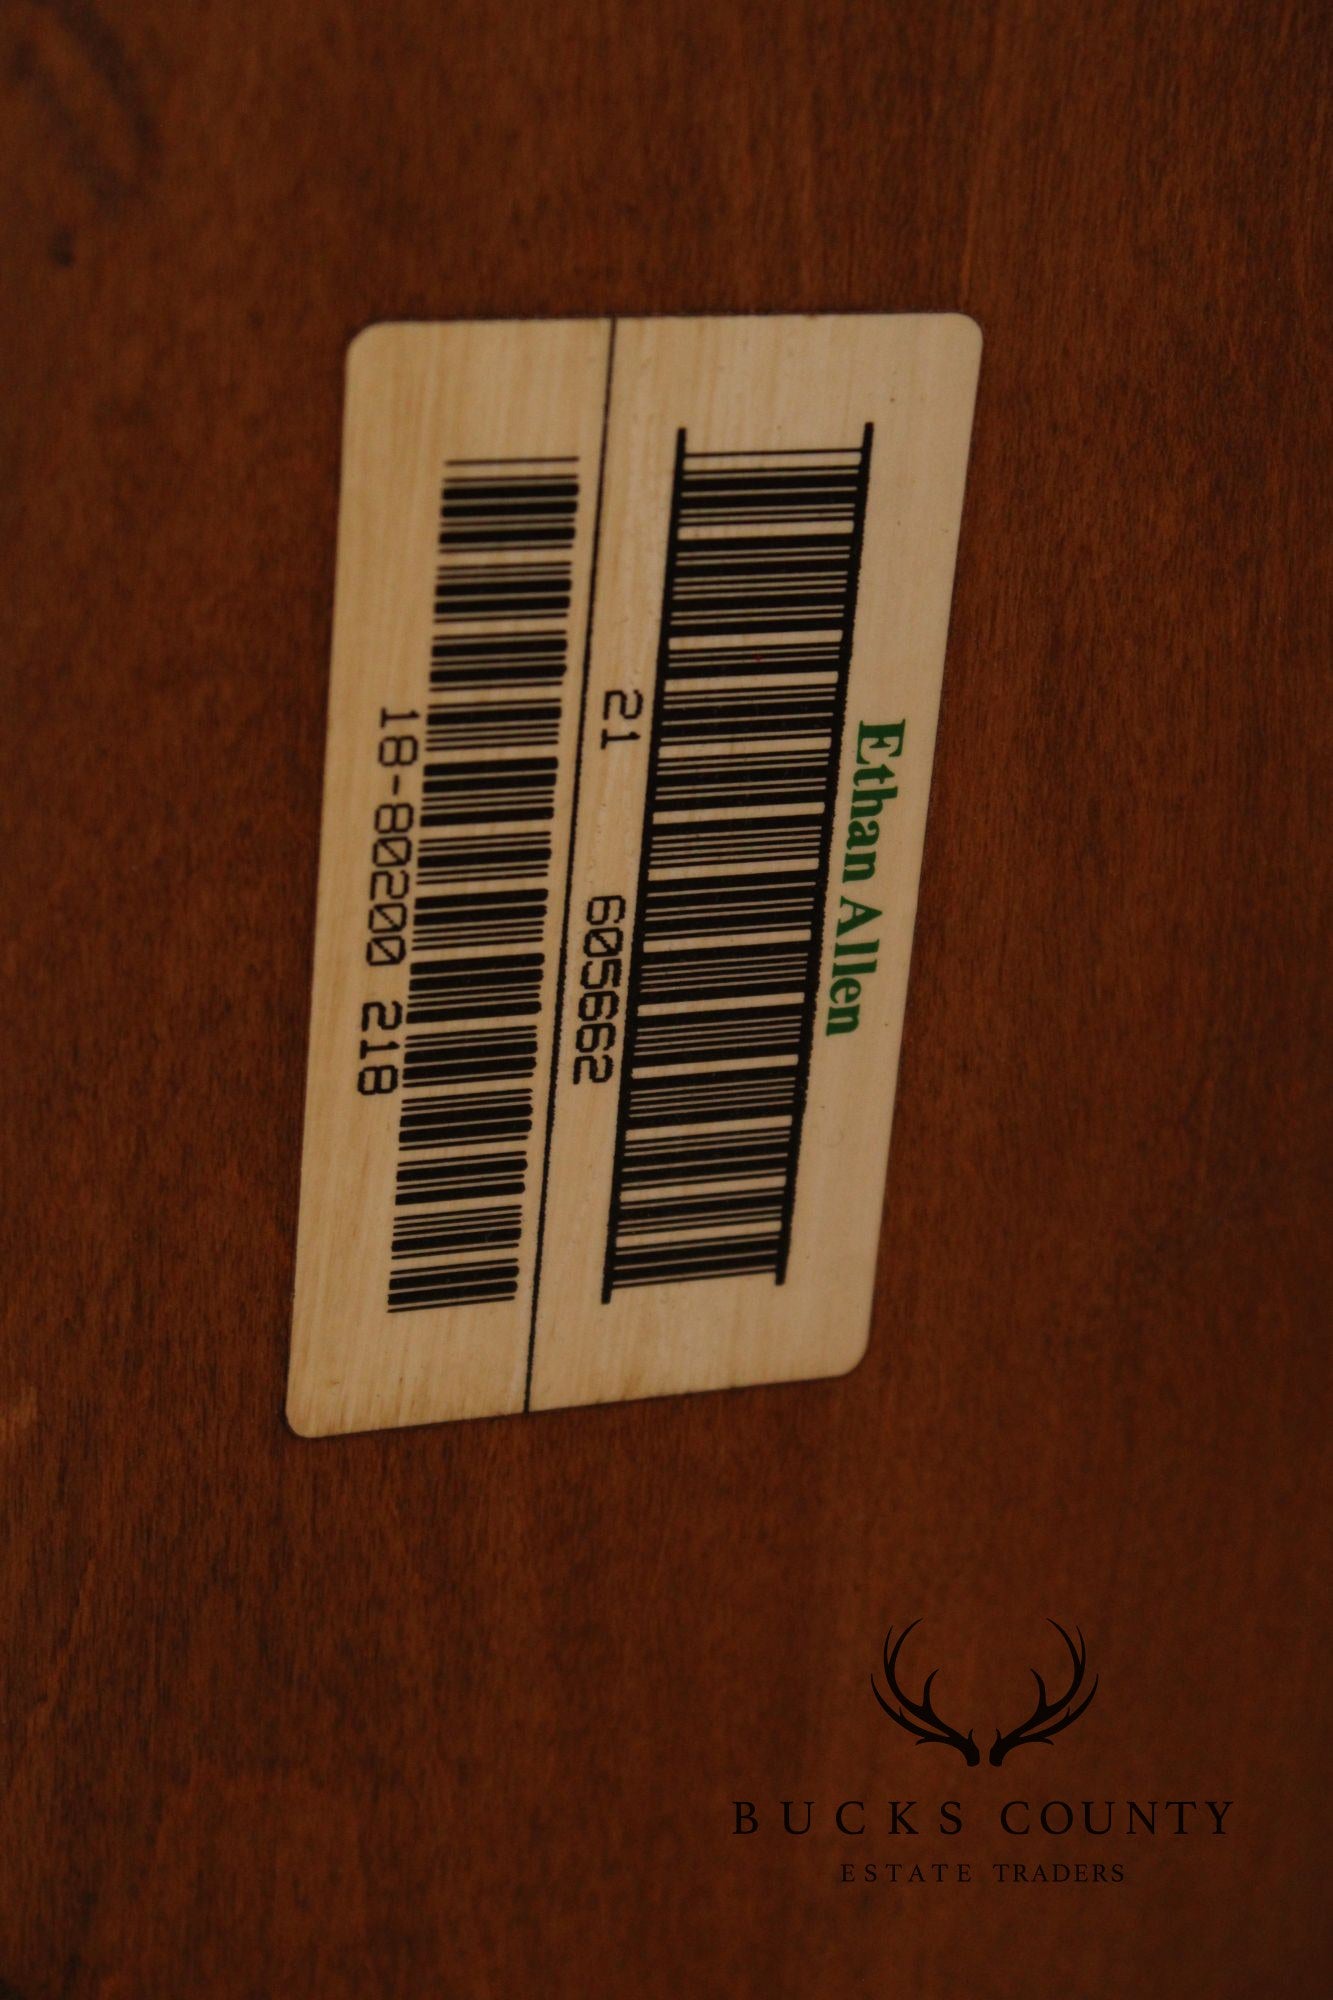 Ethan Allen
21 605662
18-80200 218
BUCKS COUNTY
ESTATE TRADERS